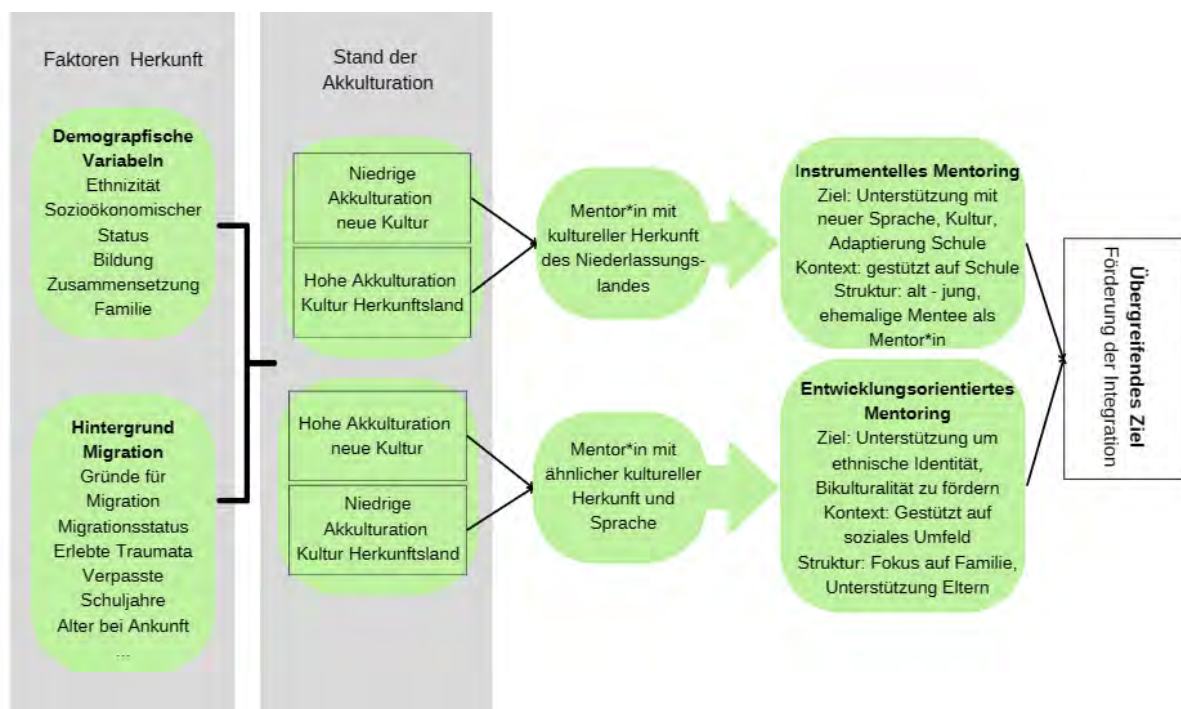 Faktoren Herkunft
Demograpfische
Variabeln
Ethnizität
Sozioökonomischer
Status
Bildung
Zusammensetzung
Familie
Hintergrund
Migration
Gründe für
Migration
Migrationsstatus
Erlebte Traumata
Verpasste
Schuljahre
Alter bei Ankunft
...
Stand der
Akkulturation
Niedrige
Akkulturation
neue Kultur
Hohe Akkulturation
Kultur Herkunftsland
Hohe Akkulturation
neue Kultur
Niedrige
Akkulturation
Kultur Herkunftsland
Mentor*in mit
kultureller Herkunft
des Niederlassungs-
landes
Mentor*in mit
ähnlicher kultureller
Herkunft und
Sprache
Instrumentelles Mentoring
Ziel: Unterstützung mit
neuer Sprache, Kultur,
Adaptierung Schule
Kontext: gestützt auf Schule
Struktur: alt - jung,
ehemalige Mentee als
Mentor*in
Entwicklungsorientiertes
Mentoring
Ziel: Unterstützung um
ethnische Identität,
Bikulturalität zu fördern
Kontext: Gestützt auf
soziales Umfeld
Struktur: Fokus auf Familie,
Unterstützung Eltern
Übergreifendes Ziel
Förderung der Integration